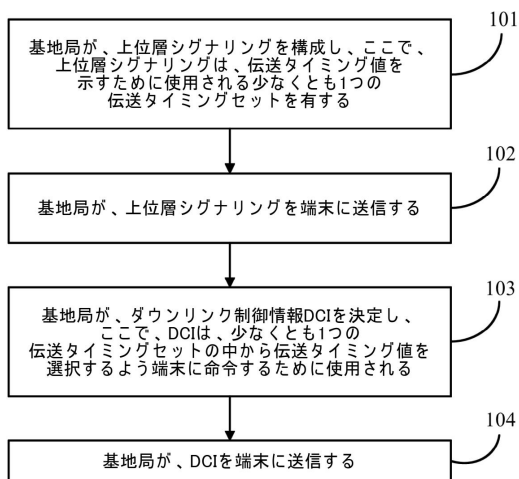 101
基地局が、上位層シグナリングを構成し、ここで、
上位層シグナリングは、伝送タイミング値を
示すために使用される少なくとも1つの
伝送タイミングセットを有する
102
基地局が、上位層シグナリングを端末に送信する
103
基地局が、ダウンリンク制御情報DCIを決定し、
ここで、DCIは、少なくとも1つの
伝送タイミングセットの中から伝送タイミング値を
選択するよう端末に命令するために使用される
104
基地局が、DCIを端末に送信する